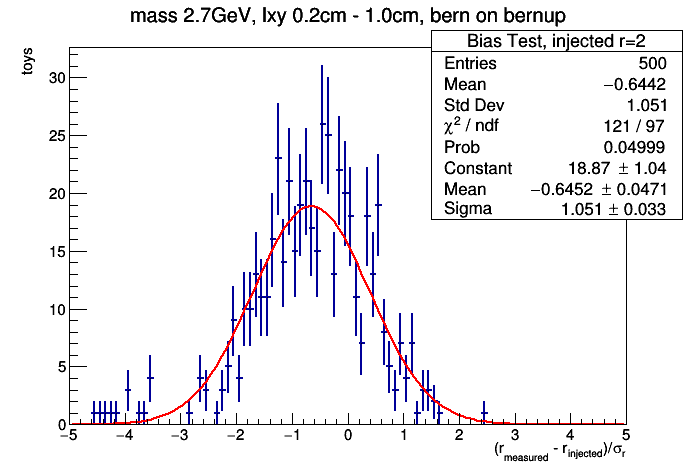 mass 2.7GeV, lxy 0.2cm - 1.0cm, bern on bernup
Bias Test, injected r=2
Entries 500
Mean −0.6442
Std Dev 1.051
χ² / ndf 121 / 97
Prob 0.04999
Constant 18.87 ± 1.04
Mean −0.6452 ± 0.0471
Sigma 1.051 ± 0.033
toys
30
25
20
15
10
5
0
−5 −4 −3 −2 −1 0 1 2 3 4 5
(r_measured - r_injected)/σ_r